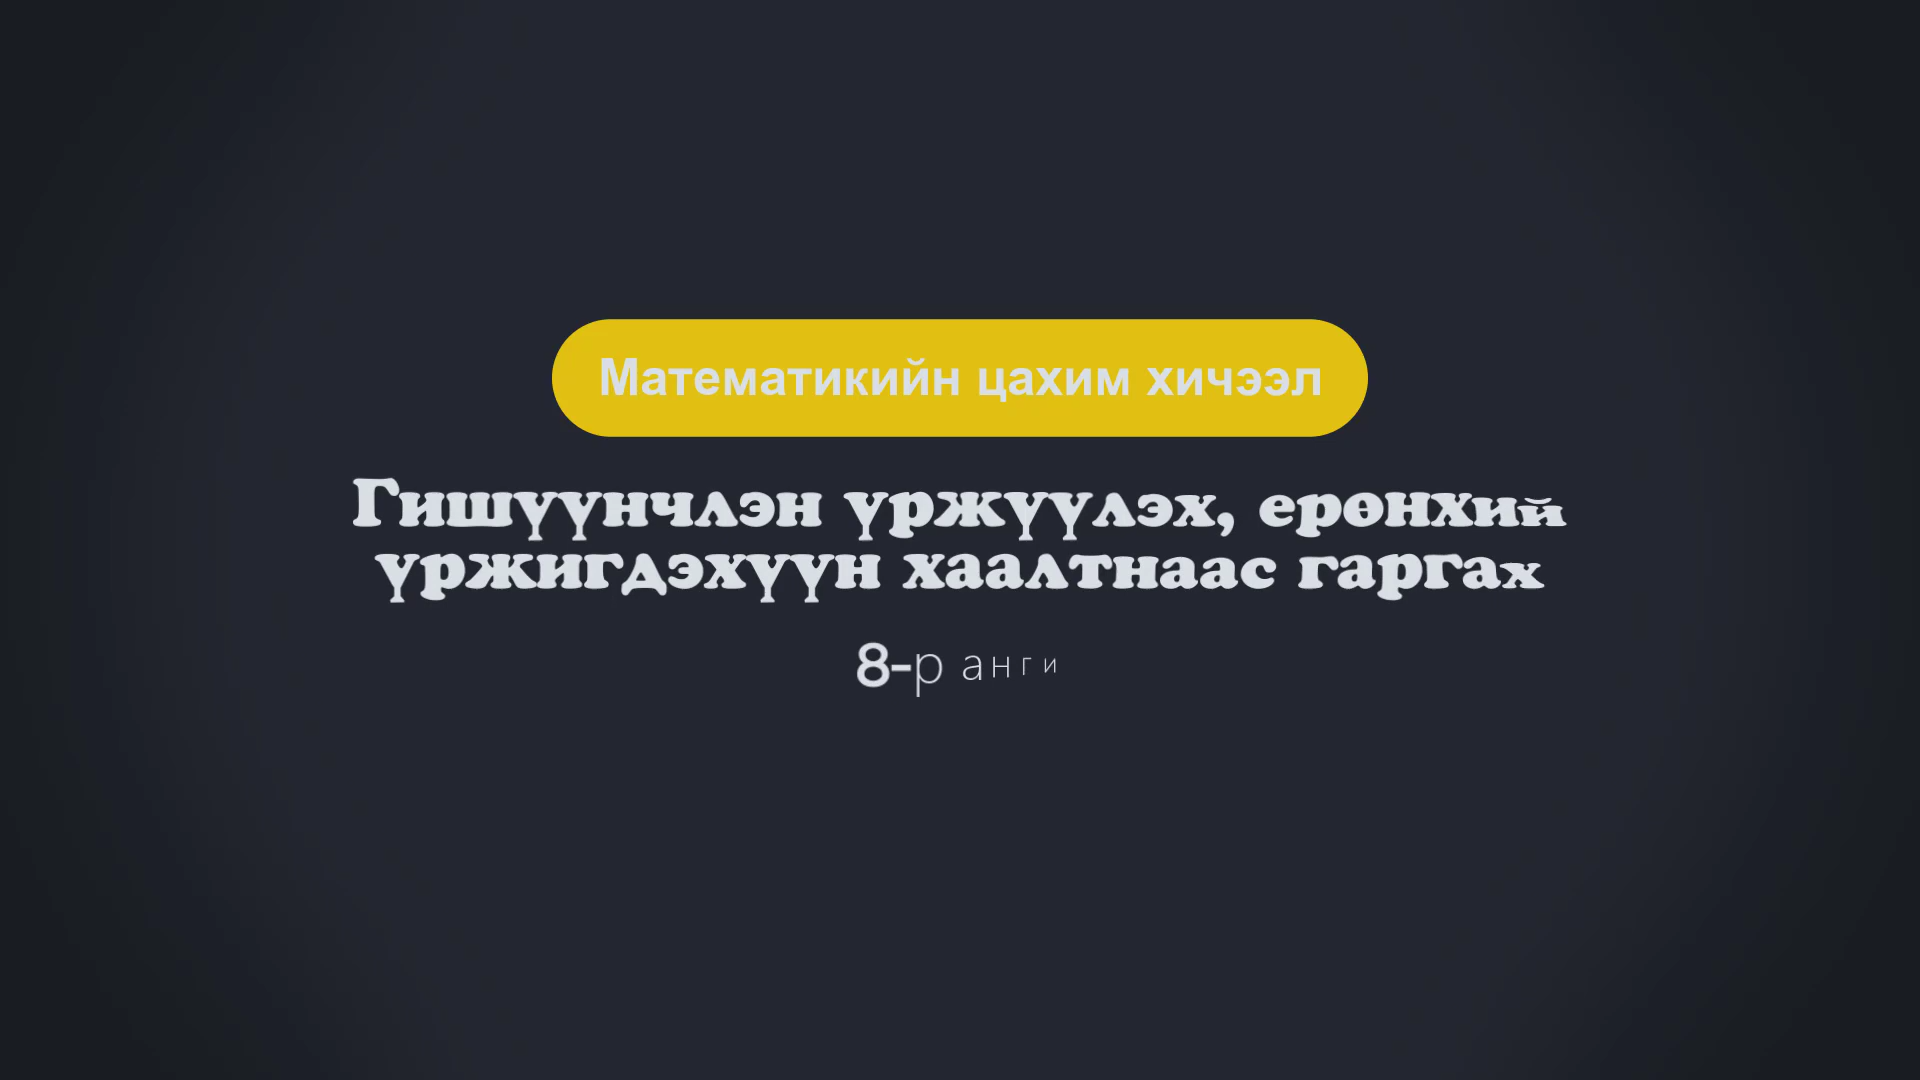 Математикийн цахим хичээл
Гишүүнчлэн үржүүлэх, ерөнхий
үржигдэхүүн хаалтнаас гаргах
8-р анги